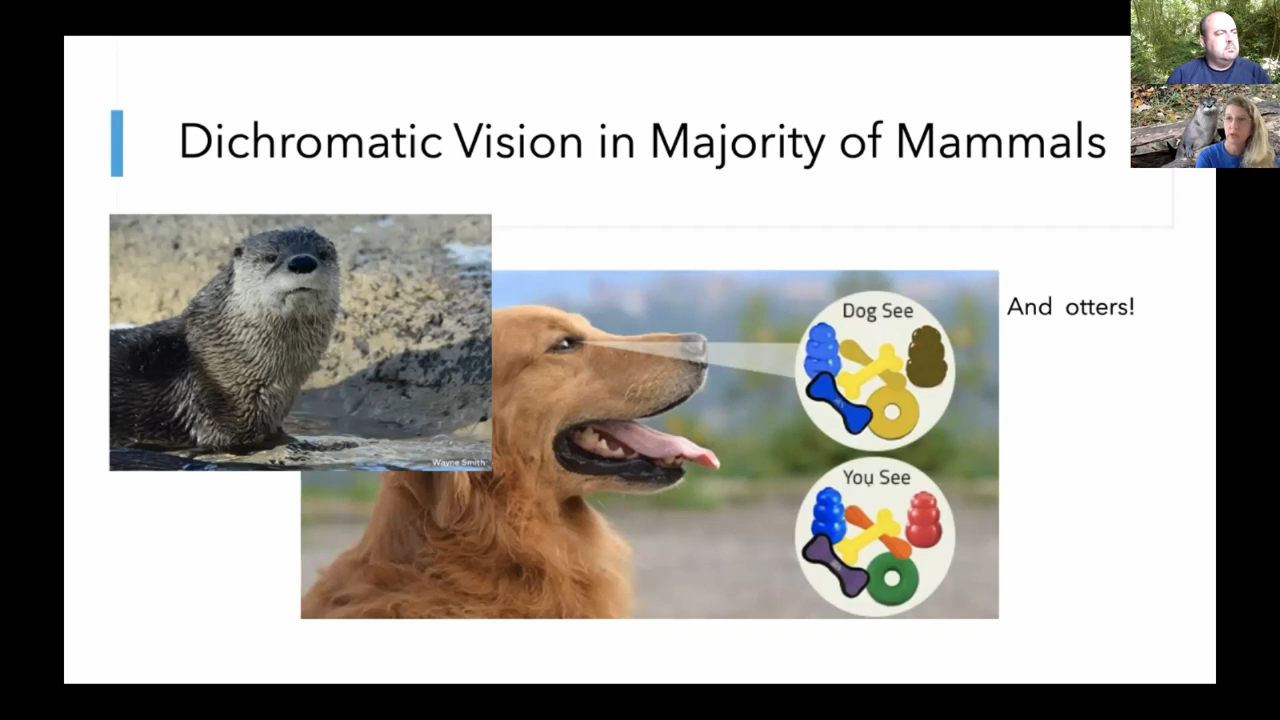 Dichromatic Vision in Majority of Mammals
Wayne Smith
Dog See
And otters!
You See